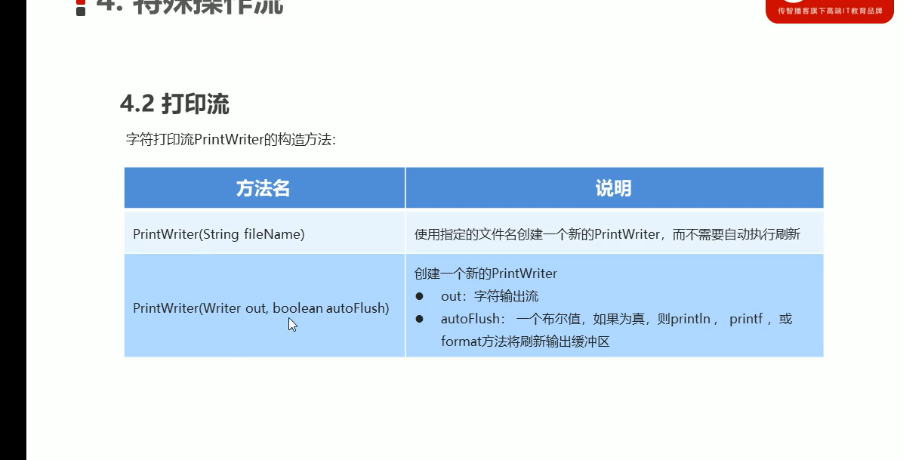 4. 特殊操作流
传智播客旗下高端IT教育品牌
4.2 打印流
字符打印流PrintWriter的构造方法：
方法名
说明
PrintWriter(String fileName)
使用指定的文件名创建一个新的PrintWriter，而不需要自动执行刷新
PrintWriter(Writer out, boolean autoFlush)
创建一个新的PrintWriter
● out：字符输出流
● autoFlush： 一个布尔值，如果为真，则println ， printf ，或
format方法将刷新输出缓冲区